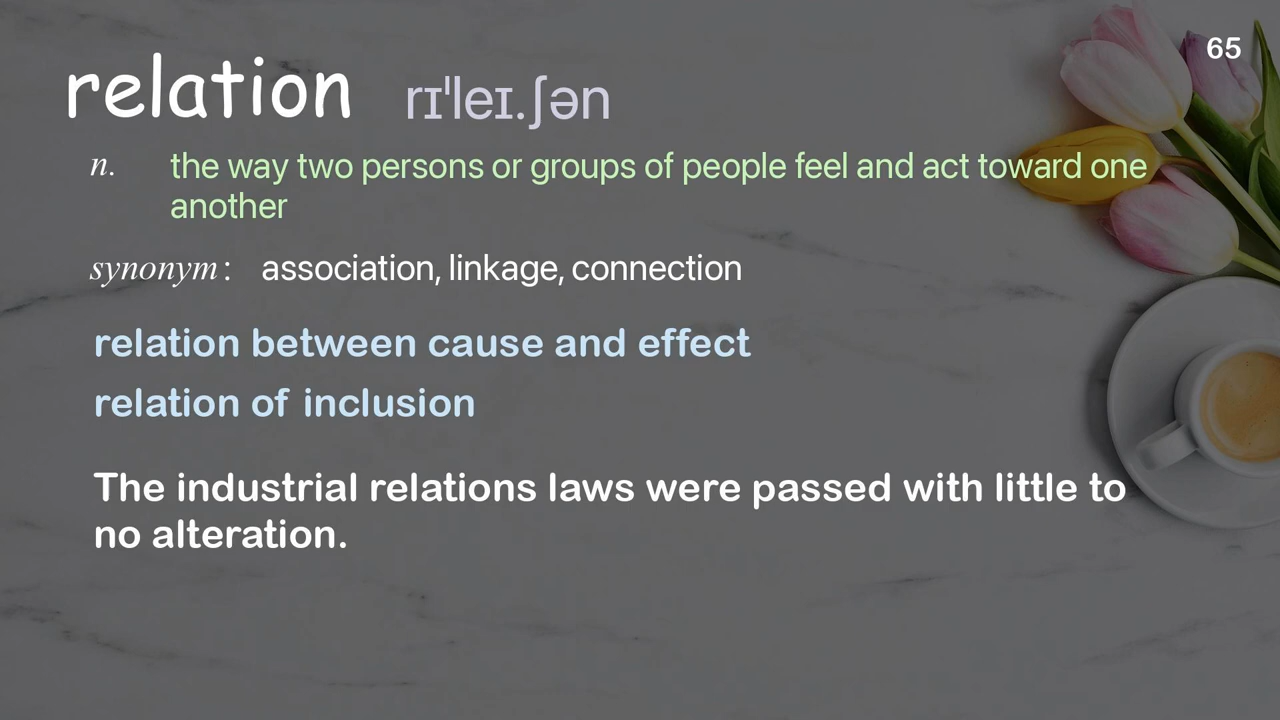 65
relation rɪˈleɪ.ʃən
n. the way two persons or groups of people feel and act toward one
another
synonym: association, linkage, connection
relation between cause and effect
relation of inclusion
The industrial relations laws were passed with little to
no alteration.